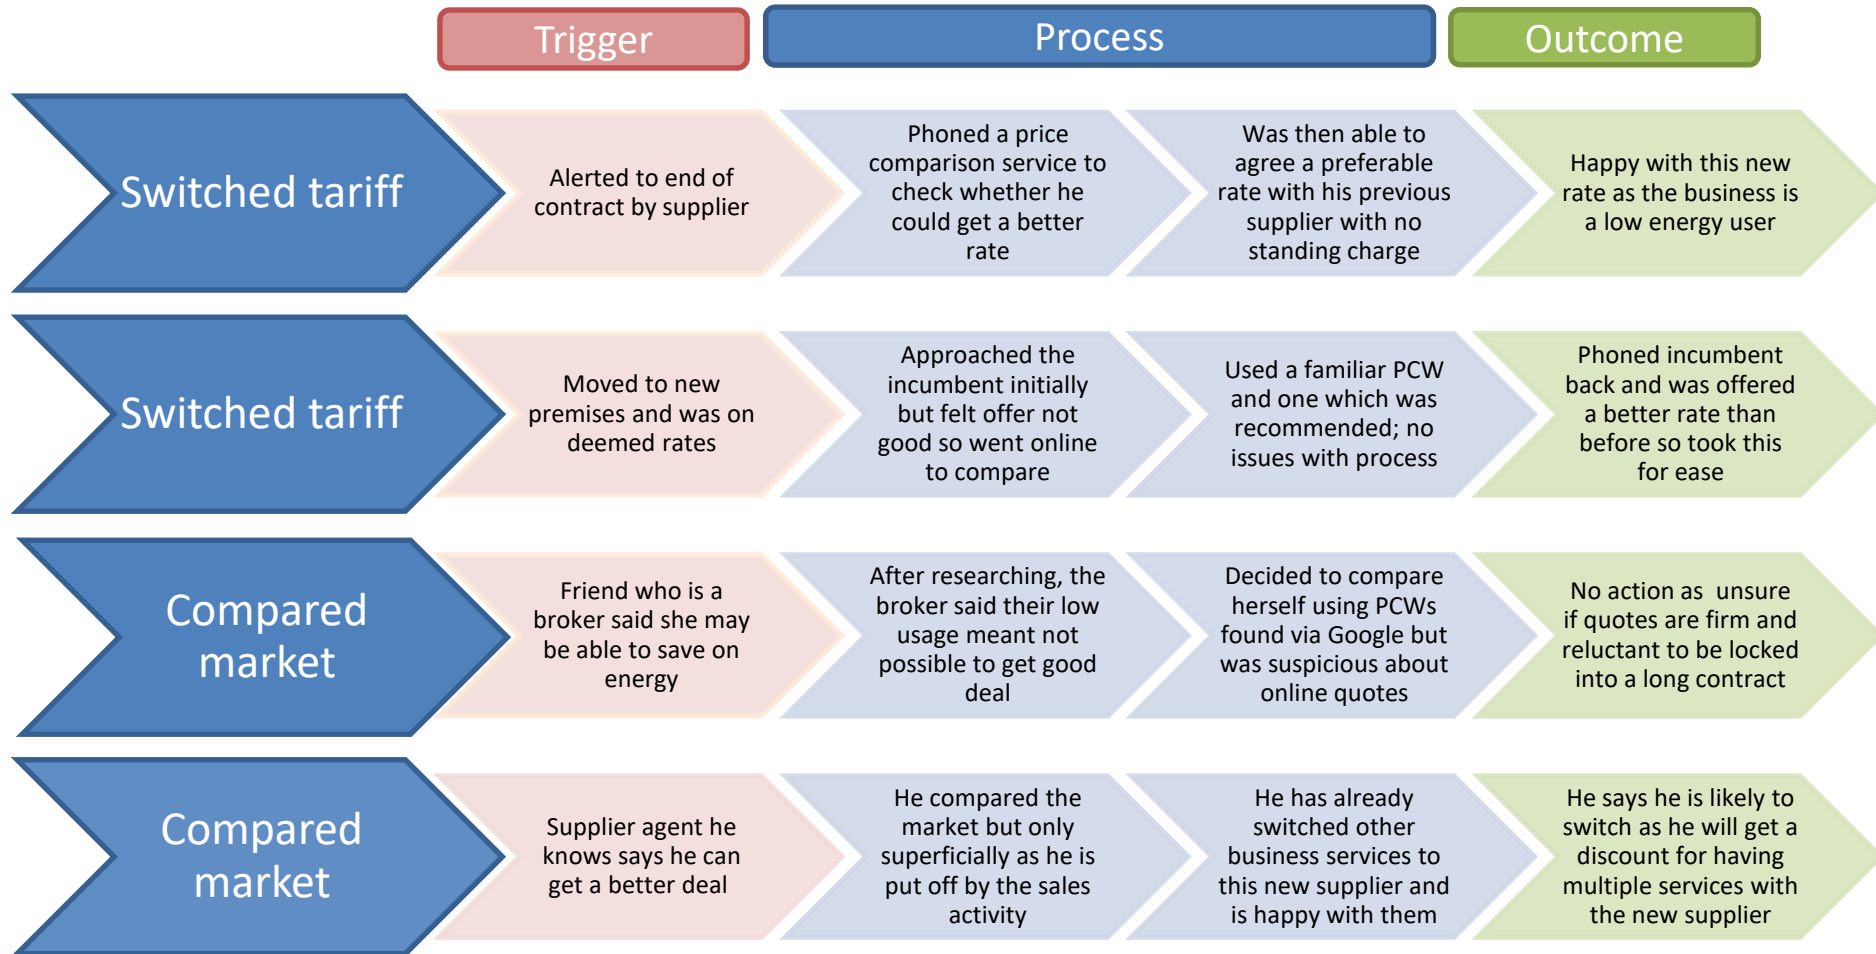 Trigger
Process
Outcome
Switched tariff
Alerted to end of
contract by supplier
Phoned a price
comparison service to
check whether he
could get a better
rate
Was then able to
agree a preferable
rate with his previous
supplier with no
standing charge
Happy with this new
rate as the business is
a low energy user
Switched tariff
Moved to new
premises and was on
deemed rates
Approached the
incumbent initially
but felt offer not
good so went online
to compare
Used a familiar PCW
and one which was
recommended; no
issues with process
Phoned incumbent
back and was offered
a better rate than
before so took this
for ease
Compared
market
Friend who is a
broker said she may
be able to save on
energy
After researching, the
broker said their low
usage meant not
possible to get good
deal
Decided to compare
herself using PCWs
found via Google but
was suspicious about
online quotes
No action as  unsure
if quotes are firm and
reluctant to be locked
into a long contract
Compared
market
Supplier agent he
knows says he can
get a better deal
He compared the
market but only
superficially as he is
put off by the sales
activity
He has already
switched other
business services to
this new supplier and
is happy with them
He says he is likely to
switch as he will get a
discount for having
multiple services with
the new supplier